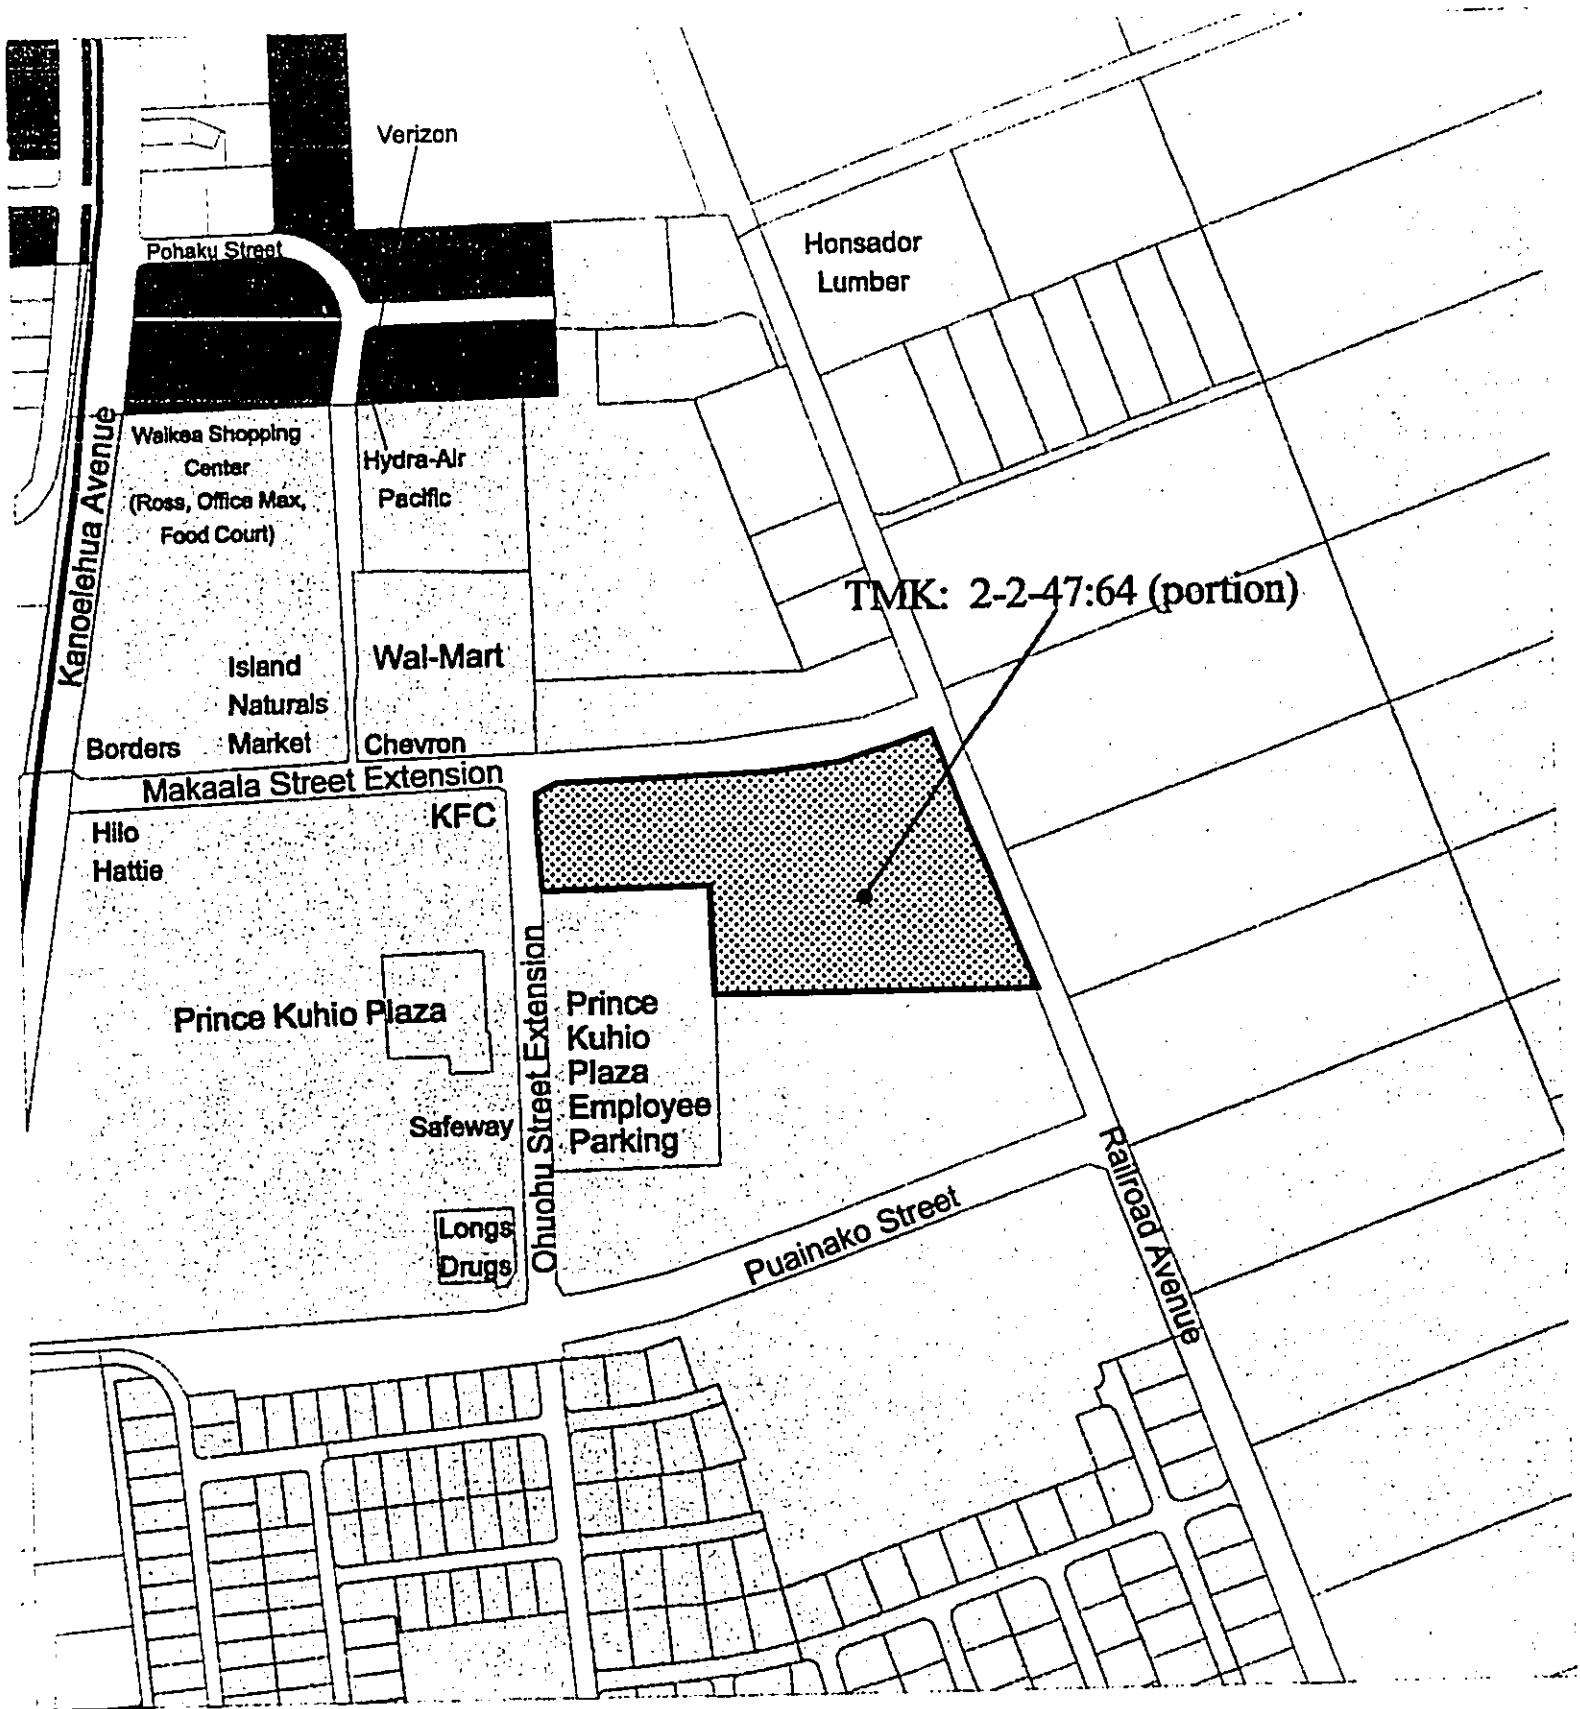 Verizon
Pohaku Street
Honsador
Lumber
Kanoelehua Avenue
Waikea Shopping
Center
(Ross, Office Max,
Food Court)
Hydra-Air
Pacific
TMK: 2-2-47:64 (portion)
Island
Naturals
Market
Wal-Mart
Borders
Chevron
Makaala Street Extension
KFC
Hilo
Hattie
Prince Kuhio Plaza
Ohuohu Street Extension
Prince
Kuhio
Plaza
Employee
Parking
Safeway
Longs
Drugs
Puainako Street
Railroad Avenue